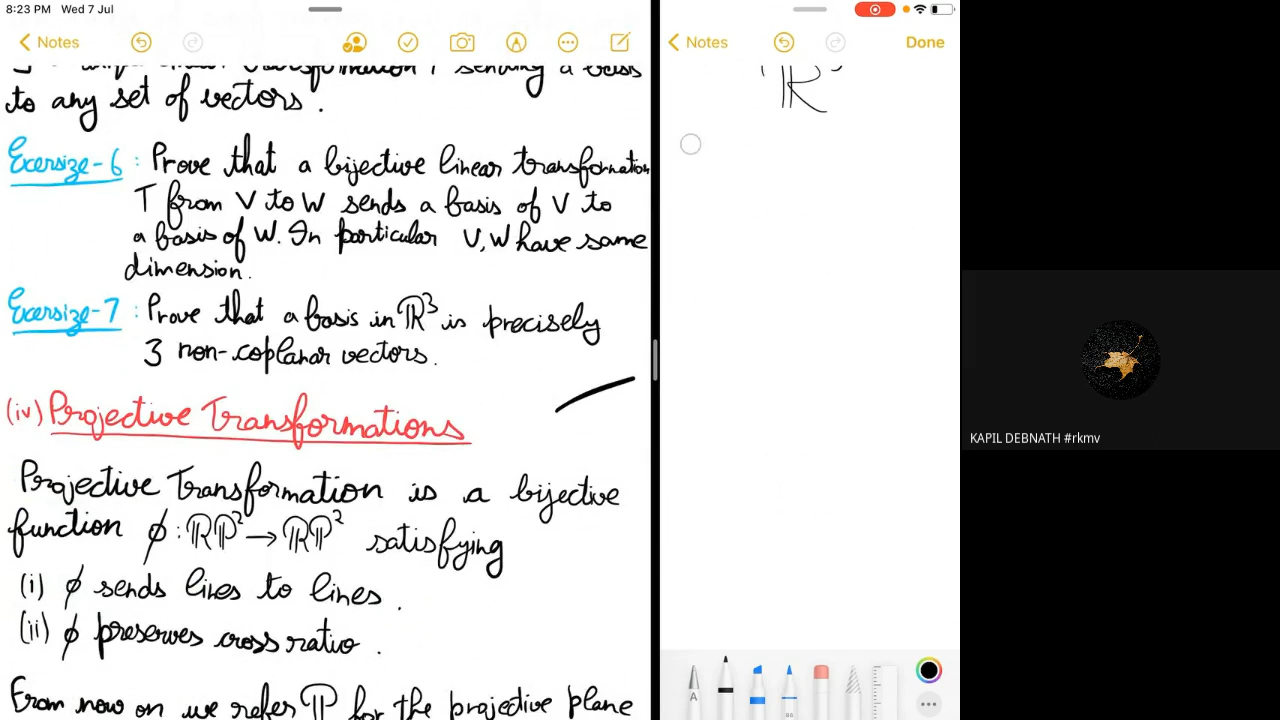 8:23 PM Wed 7 Jul
Notes
to any set of vectors.
Exersize-6 : Prove that a bijective linear transformation
T from V to W sends a basis of V to
a basis of W. In particular V, W have same
dimension.
Exersize-7 : Prove that a basis in ℝ³ is precisely
3 non-coplanar vectors.
(iv) Projective Transformations
Projective Transformation is a bijective
function ϕ : ℝℙ² → ℝℙ² satisfying
(i) ϕ sends lines to lines.
(ii) ϕ preserves cross ratio.
From now on we refer ℙ for the projective plane
Notes
Done
ℝ
A
KAPIL DEBNATH #rkmv